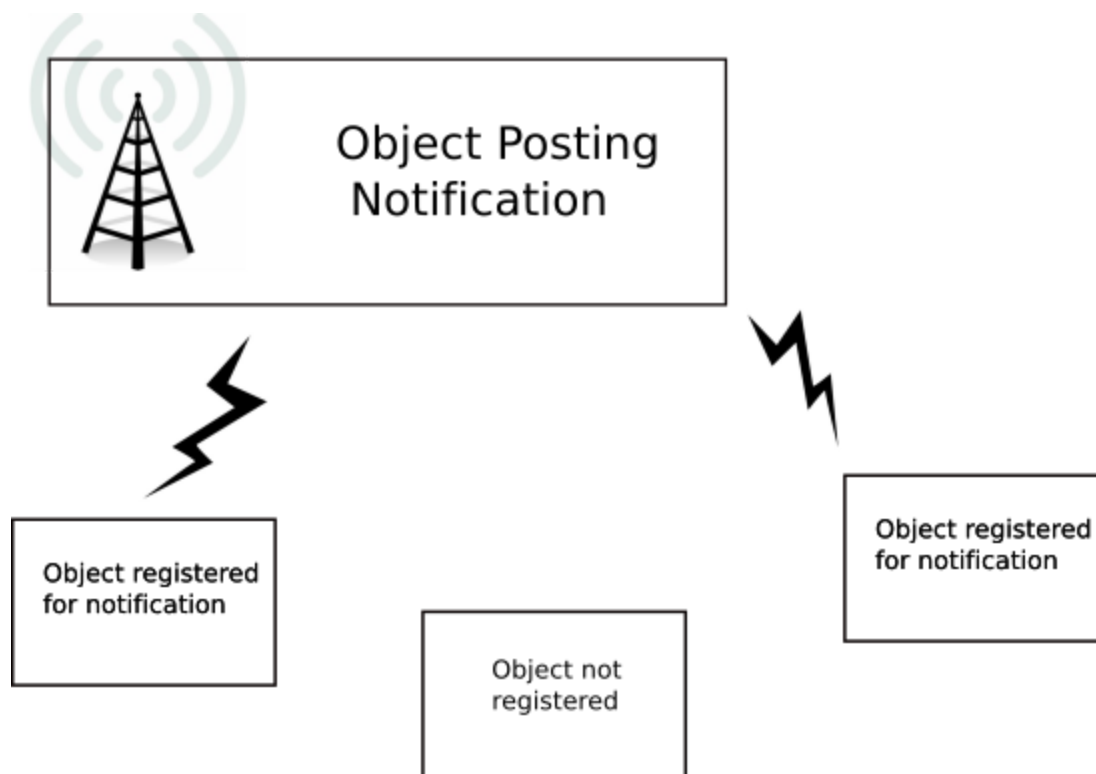 Object Posting
Notification
Object registered
for notification
Object registered
for notification
Object not
registered